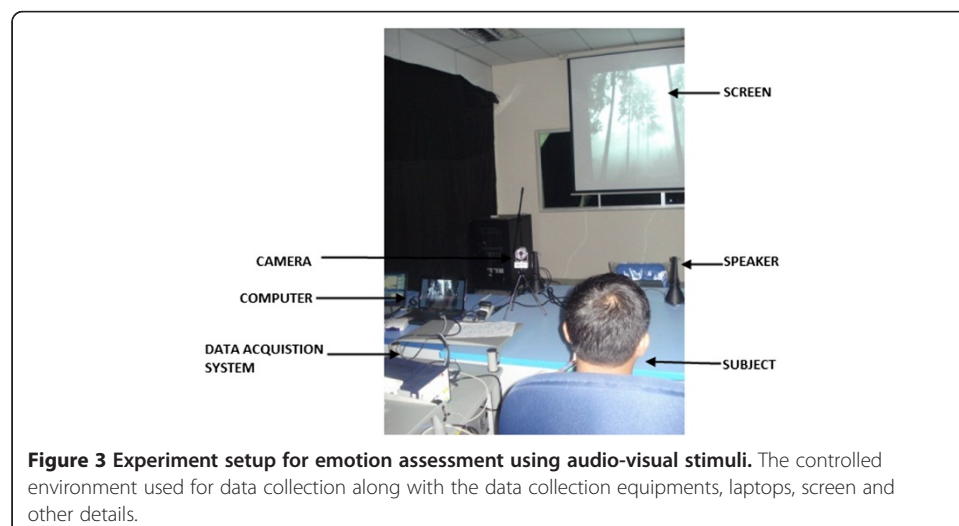 SCREEN
CAMERA
SPEAKER
COMPUTER
DATA ACQUISTION
SYSTEM
SUBJECT
Figure 3 Experiment setup for emotion assessment using audio-visual stimuli. The controlled
environment used for data collection along with the data collection equipments, laptops, screen and
other details.